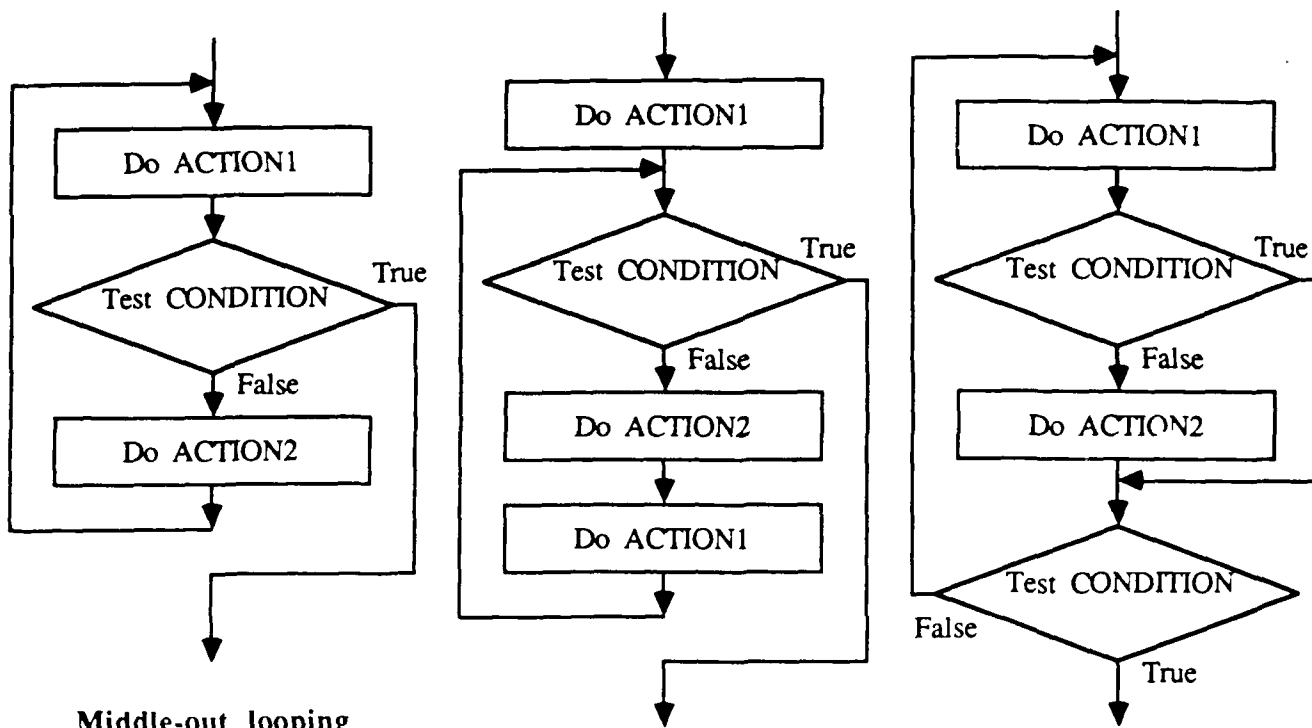 Do ACTION1
Test CONDITION
True
False
Do ACTION2
Middle-out looping
Do ACTION1
Test CONDITION
True
False
Do ACTION2
Do ACTION1
Do ACTION1
Test CONDITION
True
False
Do ACTION2
Test CONDITION
False
True